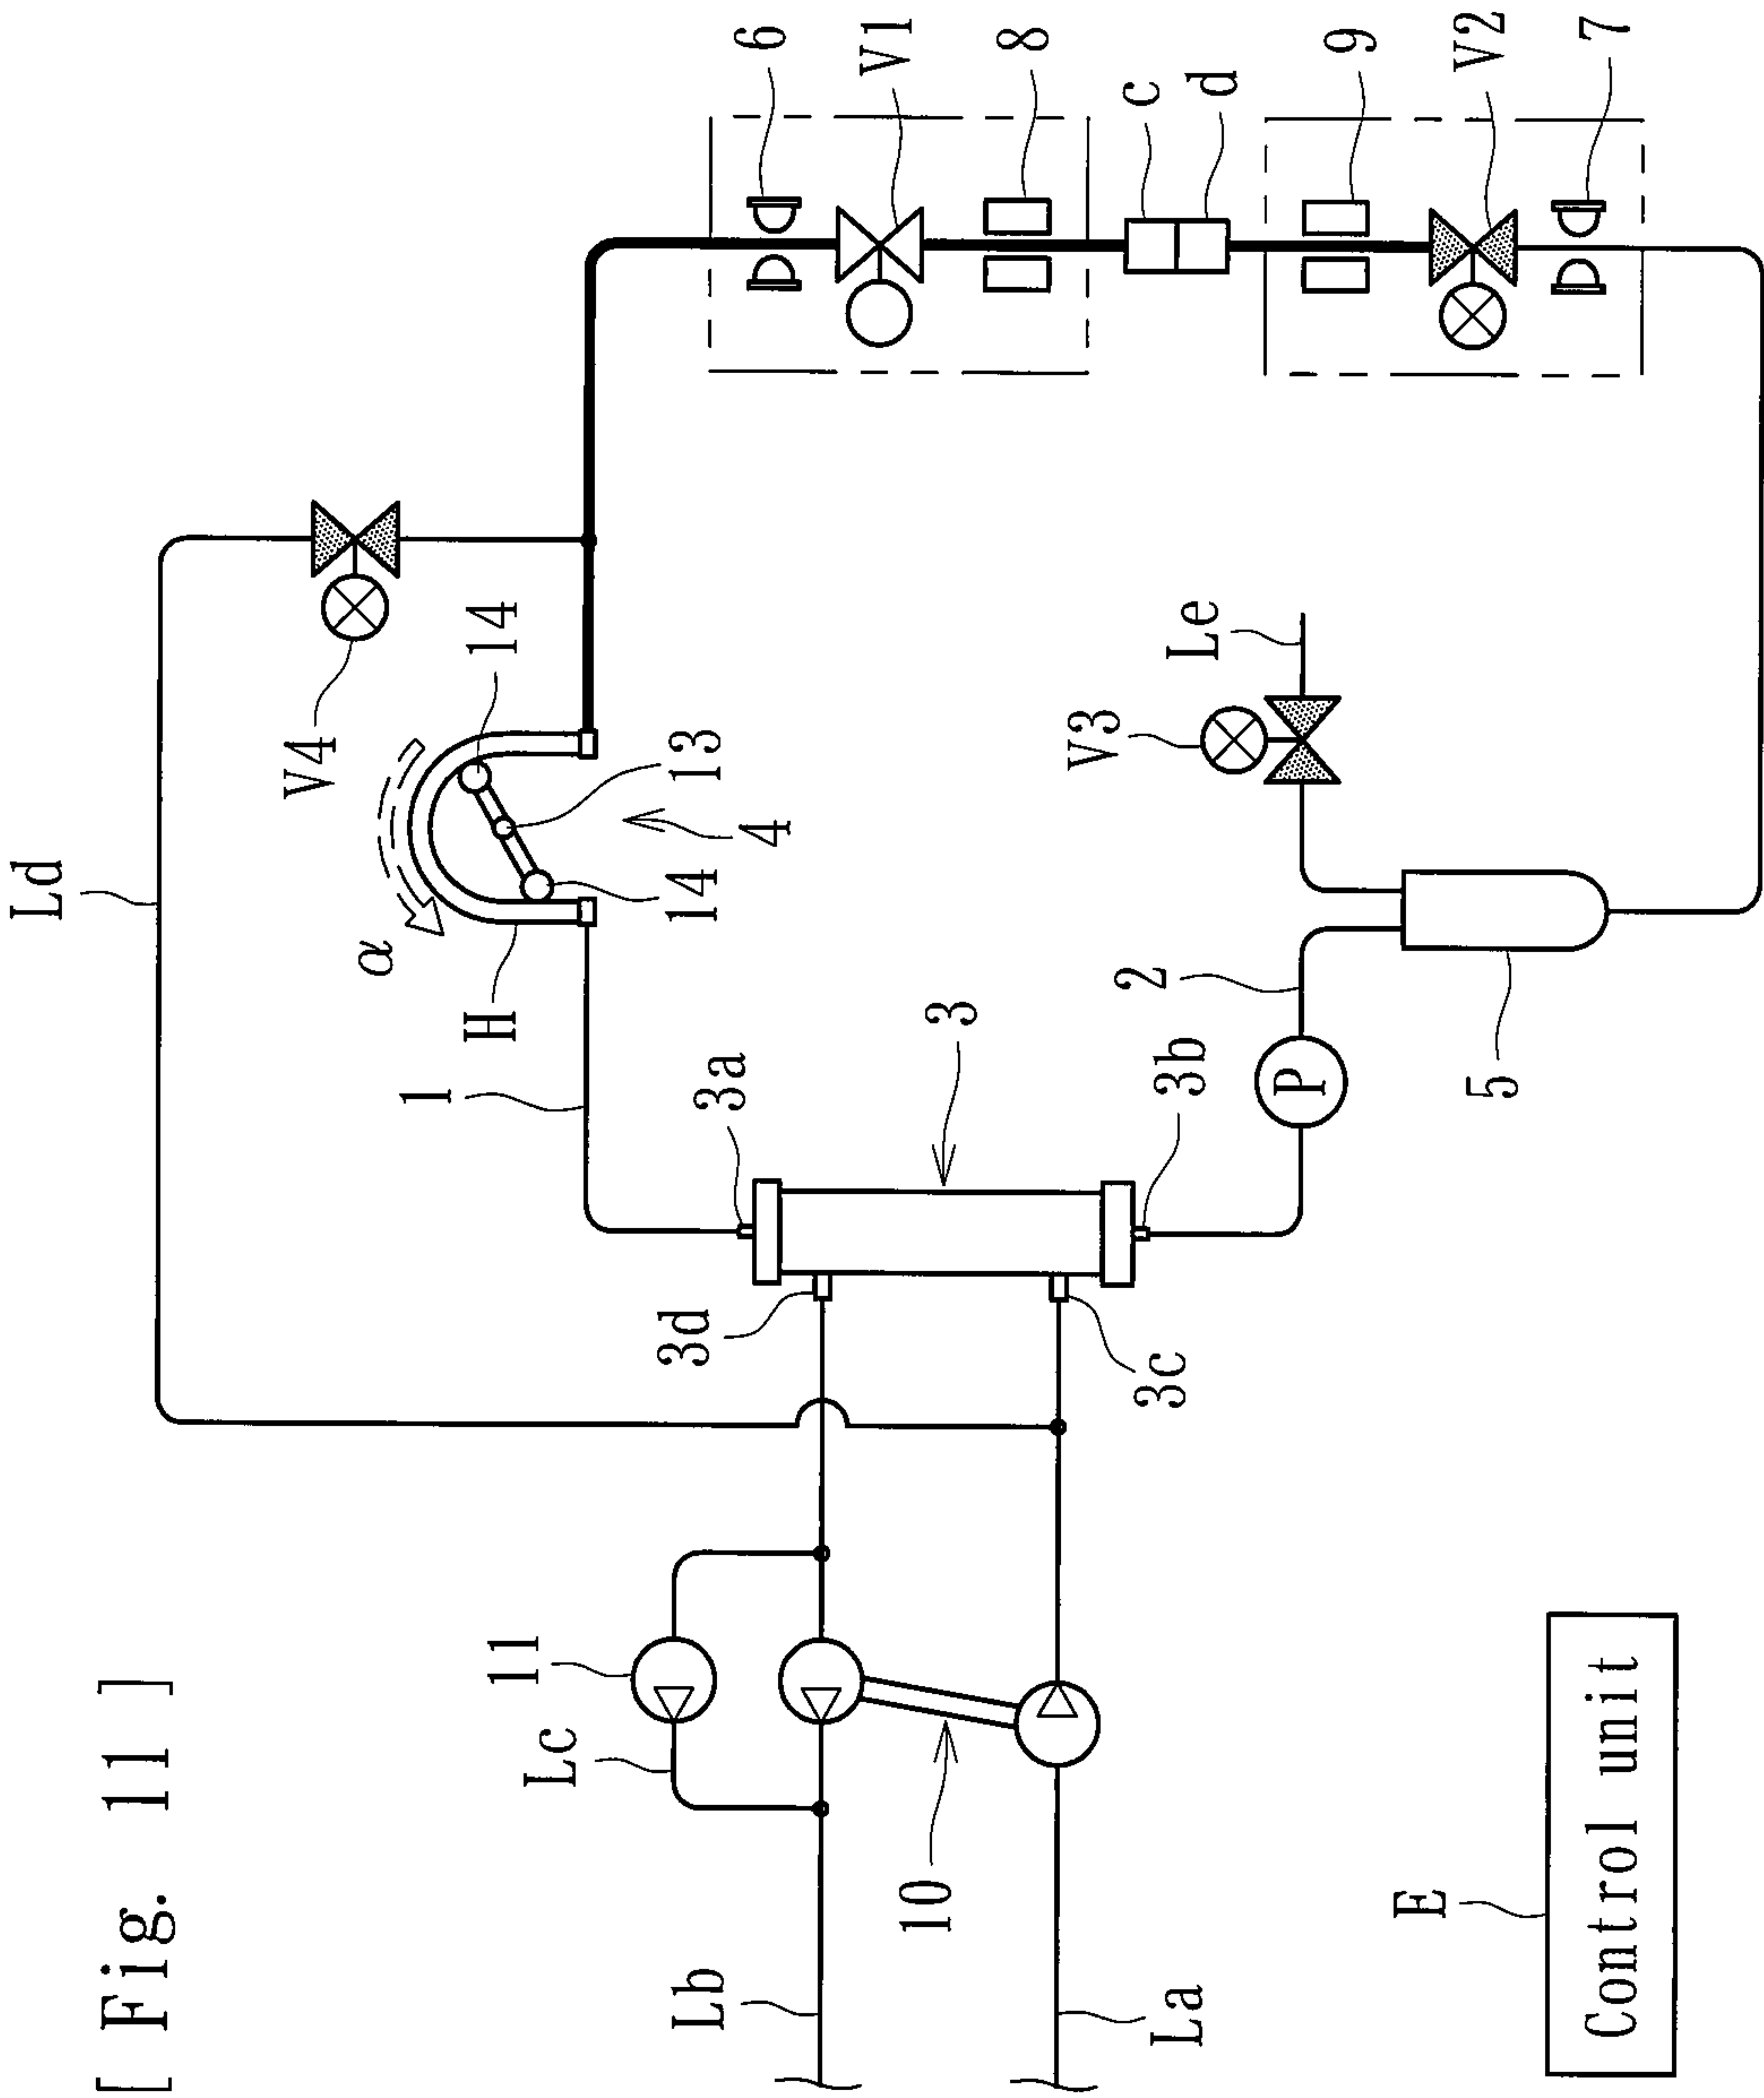 [ Fig. 11 ]
Ld
α
V4
14
H
1
14
13
4
3a
3
3d
3b
3c
2
P
5
V3
Le
11
Lc
10
Lb
La
E
Control unit
6
V1
8
c
d
9
V2
7